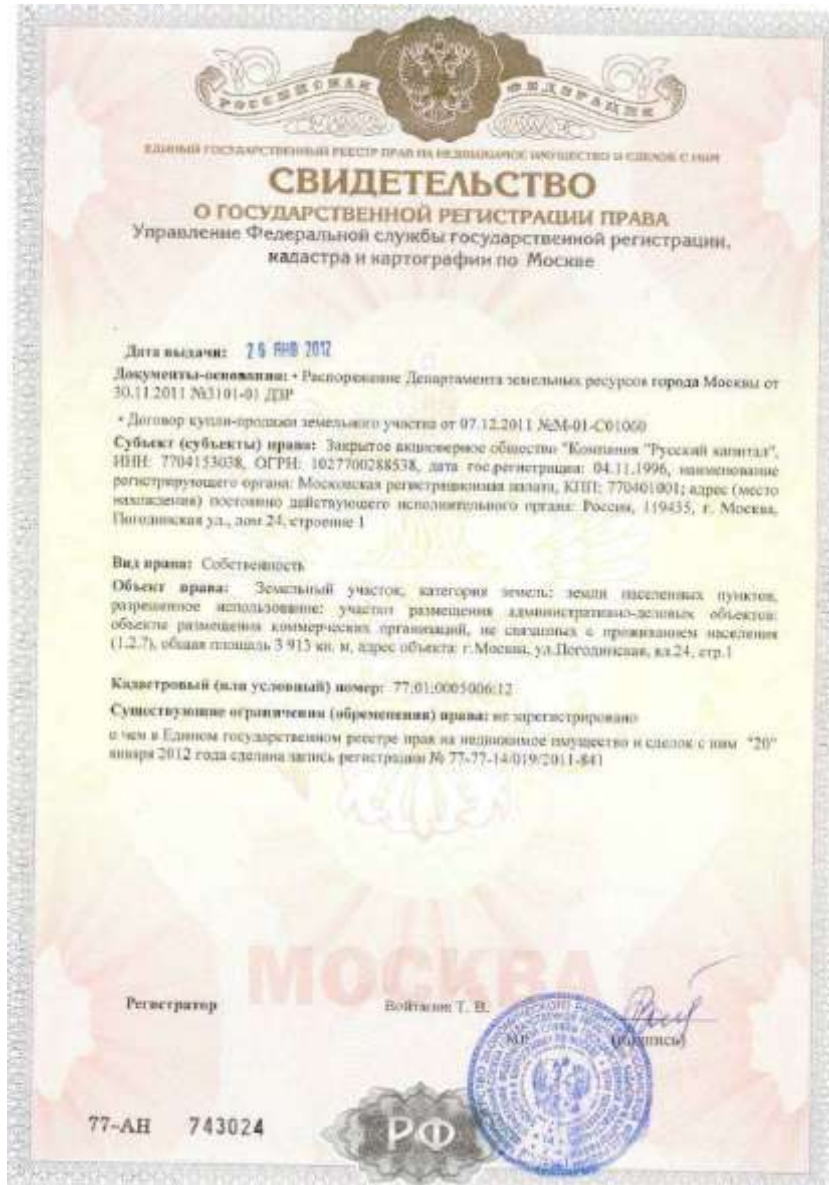 РОССИЙСКАЯ ФЕДЕРАЦИЯ
ЕДИНЫЙ ГОСУДАРСТВЕННЫЙ РЕЕСТР ПРАВ НА НЕДВИЖИМОЕ ИМУЩЕСТВО И СДЕЛОК С НИМ
СВИДЕТЕЛЬСТВО
О ГОСУДАРСТВЕННОЙ РЕГИСТРАЦИИ ПРАВА
Управление Федеральной службы государственной регистрации,
кадастра и картографии по Москве
Дата выдачи: ЯНВ 2012
Документы-основания: • Распоряжение Департамента земельных ресурсов города Москвы от
30.11.2011 №3101-01 ДЗР
• Договор купли-продажи земельного участка от 07.12.2011 №М-01-С01060
Субъект (субъекты) права: Закрытое акционерное общество "Компания "Русский капитал",
ИНН: 7704153038, ОГРН: 1027700288538, дата гос.регистрации: 04.11.1996, наименование
регистрирующего органа: Московская регистрационная палата, КПП: 770401001; адрес (место
нахождения) постоянно действующего исполнительного органа: Россия, 119435, г. Москва,
Погодинская ул., дом 24, строение 1
Вид права: Собственность
Объект права: Земельный участок, категория земель: земли населенных пунктов,
разрешенное использование: участки размещения административно-деловых объектов:
объекты размещения коммерческих организаций, не связанных с проживанием населения
(1.2.7), общая площадь 3 913 кв. м, адрес объекта: г.Москва, ул.Погодинская, вл.24, стр.1
Кадастровый (или условный) номер: 77:01:0005006:12
Существующие ограничения (обременения) права: не зарегистрировано
о чем в Едином государственном реестре прав на недвижимое имущество и сделок с ним "20"
января 2012 года сделана запись регистрации № 77-77-14/019/2011-841
МОСКВА
Регистратор
Т. В.
М.П.
(подпись)
77-АН 743024
РФ